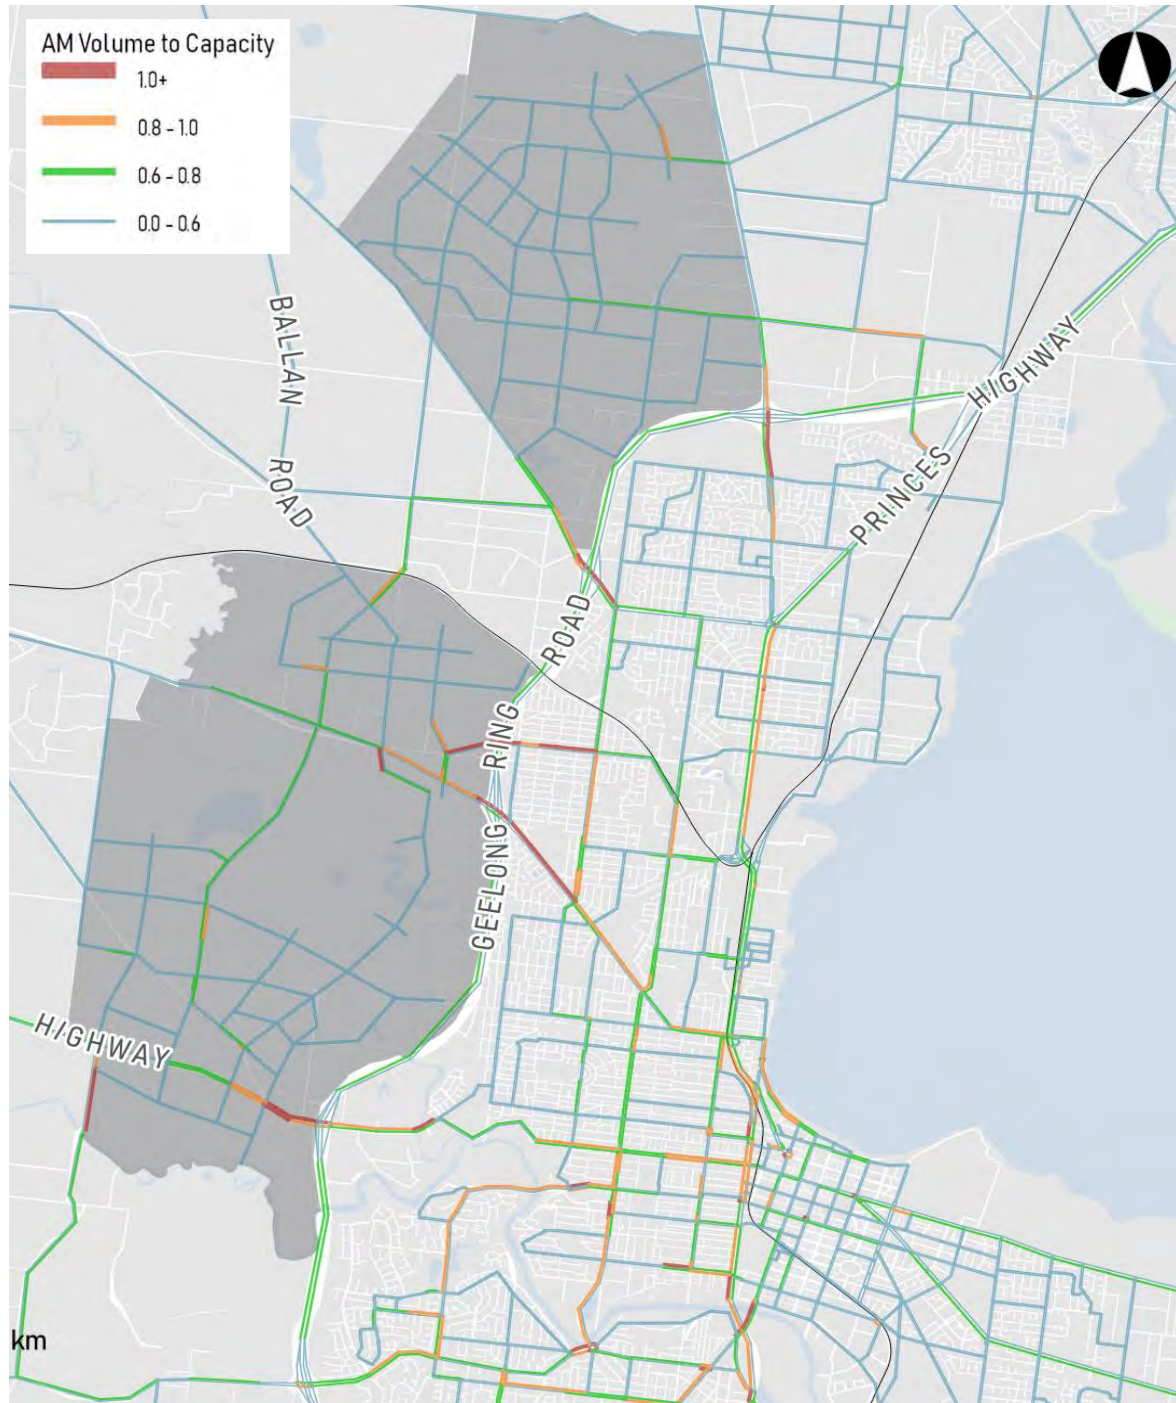 AM Volume to Capacity
1.0+
0.8 - 1.0
0.6 - 0.8
0.0 - 0.6
BALLAN
ROAD
HIGHWAY
PRINCES
ROAD
RING
GEELONG
HIGHWAY
km